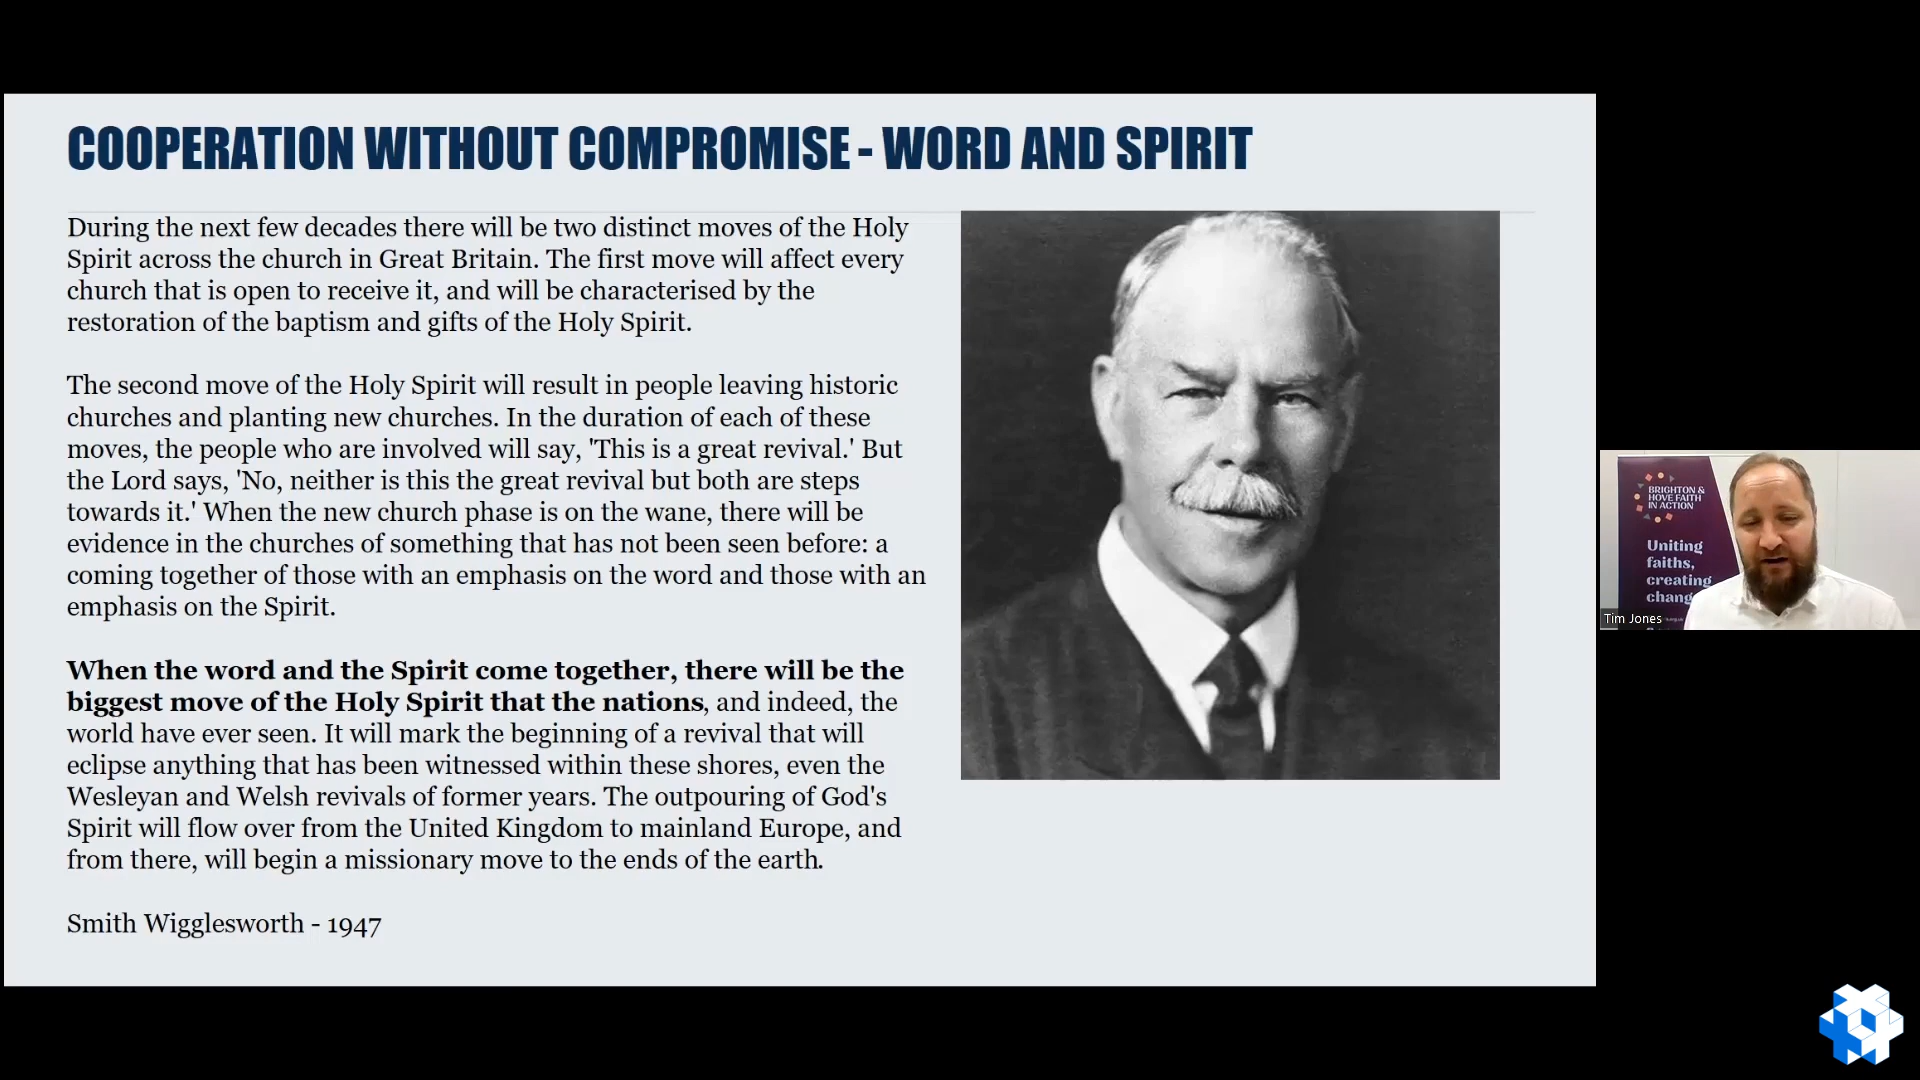 COOPERATION WITHOUT COMPROMISE - WORD AND SPIRIT
During the next few decades there will be two distinct moves of the Holy
Spirit across the church in Great Britain. The first move will affect every
church that is open to receive it, and will be characterised by the
restoration of the baptism and gifts of the Holy Spirit.
The second move of the Holy Spirit will result in people leaving historic
churches and planting new churches. In the duration of each of these
moves, the people who are involved will say, 'This is a great revival.' But
the Lord says, 'No, neither is this the great revival but both are steps
towards it.' When the new church phase is on the wane, there will be
evidence in the churches of something that has not been seen before: a
coming together of those with an emphasis on the word and those with an
emphasis on the Spirit.
When the word and the Spirit come together, there will be the
biggest move of the Holy Spirit that the nations, and indeed, the
world have ever seen. It will mark the beginning of a revival that will
eclipse anything that has been witnessed within these shores, even the
Wesleyan and Welsh revivals of former years. The outpouring of God's
Spirit will flow over from the United Kingdom to mainland Europe, and
from there, will begin a missionary move to the ends of the earth.
Smith Wigglesworth - 1947
BRIGHTON &
HOVE FAITH
IN ACTION
Uniting
faiths,
creating
chang
Tim Jones